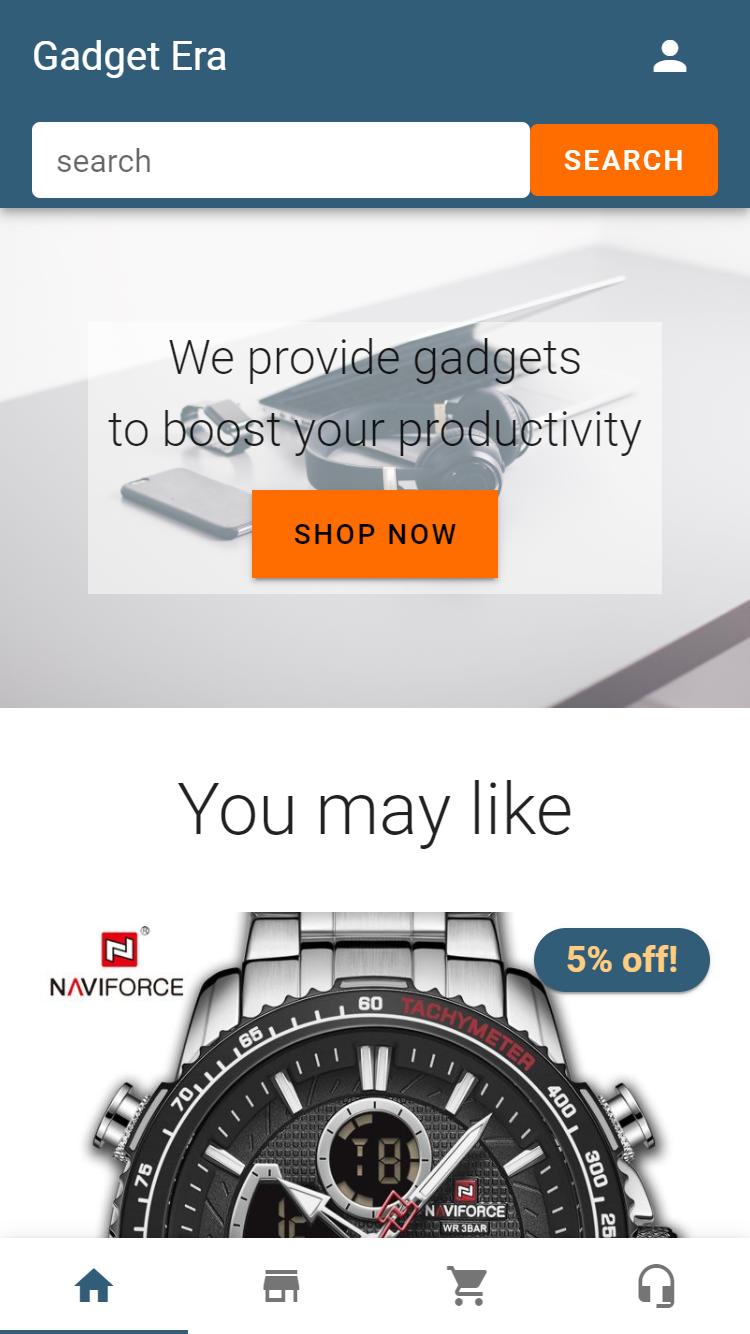 Gadget Era
search
SEARCH
We provide gadgets
to boost your productivity
SHOP NOW
You may like
NAVIFORCE
®
5% off!
60 TACHYMETER
65
70
75
400
300
18
NAVIFORCE
WR 3BAR